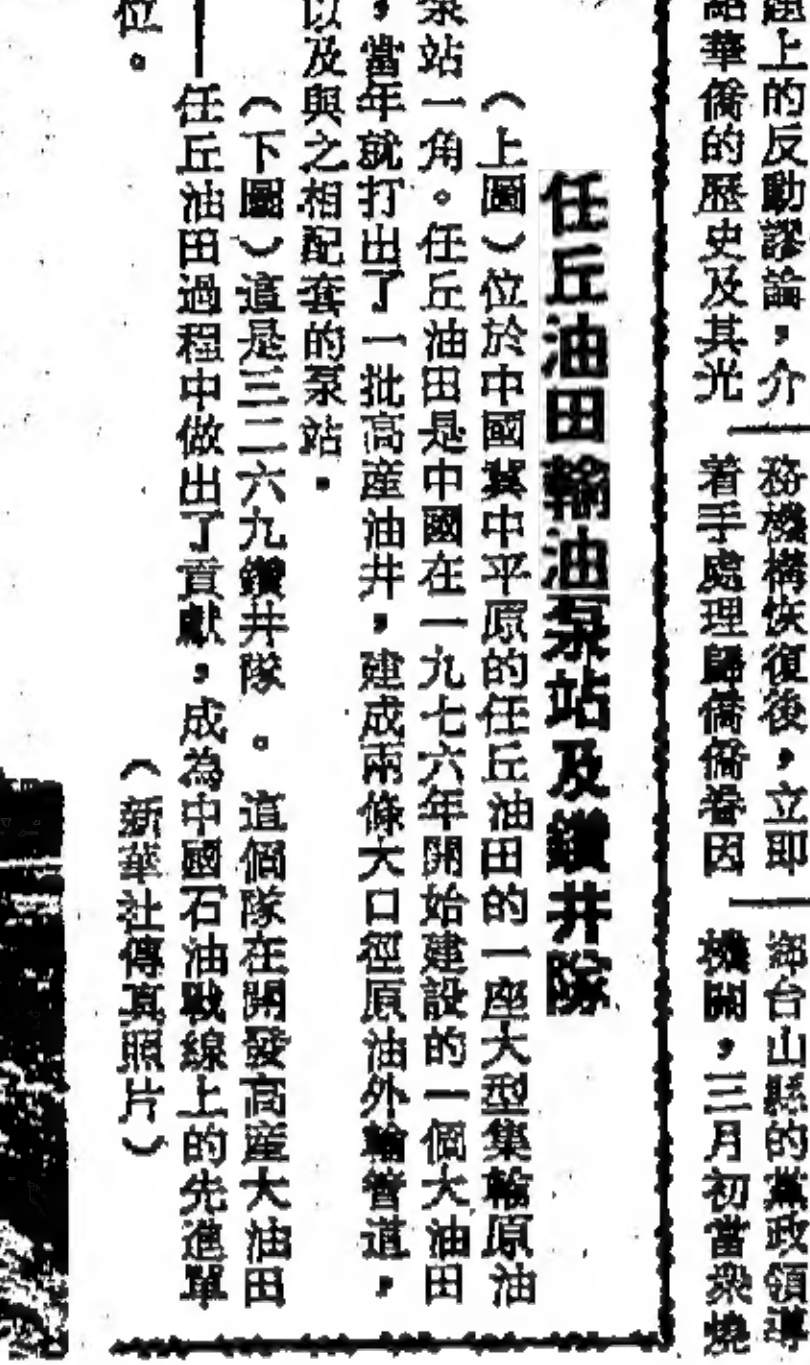 上的反動謬論，介
紹華僑的歷史及其光
務機構恢復後，立即
着手處理歸僑僑眷因
鄉台山縣的黨政領導
機關，三月初當衆燒
任丘油田輸油泵站及鑽井隊
（上圖）位於中國冀中平原的任丘油田的一座大型集輸原油
泵站一角。任丘油田是中國在一九七六年開始建設的一個大油田
，當年就打出了一批高產油井，建成兩條大口徑原油外輸管道，
以及與之相配套的泵站。
（下圖）這是三二六九鑽井隊。這個隊在開發高產大油田
任丘油田過程中做出了貢獻，成為中國石油戰線上的先進單
位。
（新華社傳真照片）